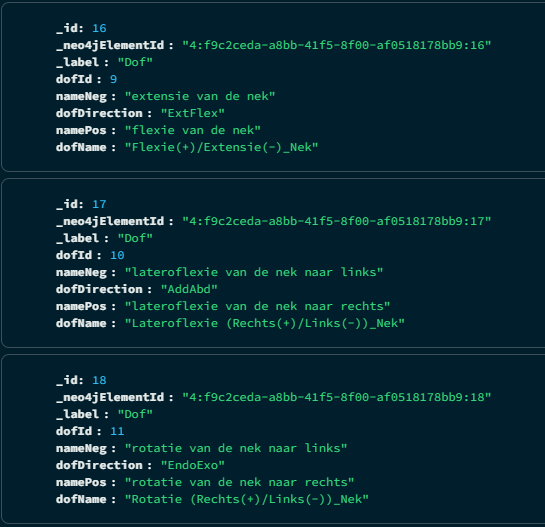 _id: 16
_neo4jElementId : "4:f9c2ceda-a8bb-41f5-8f00-af0518178bb9:16"
_label : "Dof"
dofId : 9
nameNeg : "extensie van de nek"
dofDirection : "ExtFlex"
namePos : "flexie van de nek"
dofName : "Flexie(+)/Extensie(-)_Nek"
_id: 17
_neo4jElementId : "4:f9c2ceda-a8bb-41f5-8f00-af0518178bb9:17"
_label : "Dof"
dofId : 10
nameNeg : "lateroflexie van de nek naar links"
dofDirection : "AddAbd"
namePos : "lateroflexie van de nek naar rechts"
dofName : "Lateroflexie (Rechts(+)/Links(-))_Nek"
_id: 18
_neo4jElementId : "4:f9c2ceda-a8bb-41f5-8f00-af0518178bb9:18"
_label : "Dof"
dofId : 11
nameNeg : "rotatie van de nek naar links"
dofDirection : "EndoExo"
namePos : "rotatie van de nek naar rechts"
dofName : "Rotatie (Rechts(+)/Links(-))_Nek"